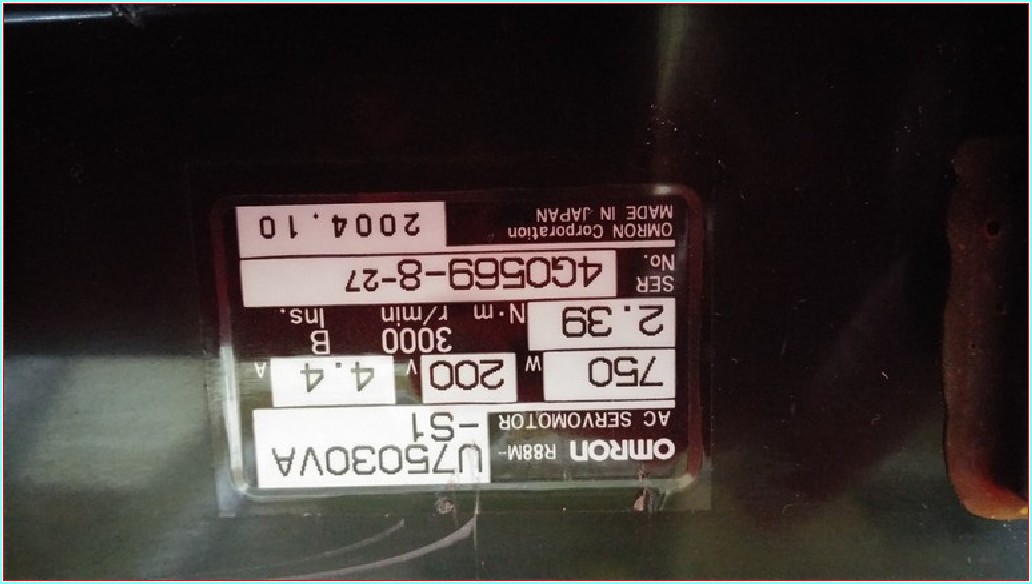 OMRON R88M- U75030VA
AC SERVOMOTOR -S1
750 W 200 V 4.4 A
2.39 N·m 3000 r/min B Ins.
SER No. 4G0569-8-27
OMRON Corporation
MADE IN JAPAN 2004.10